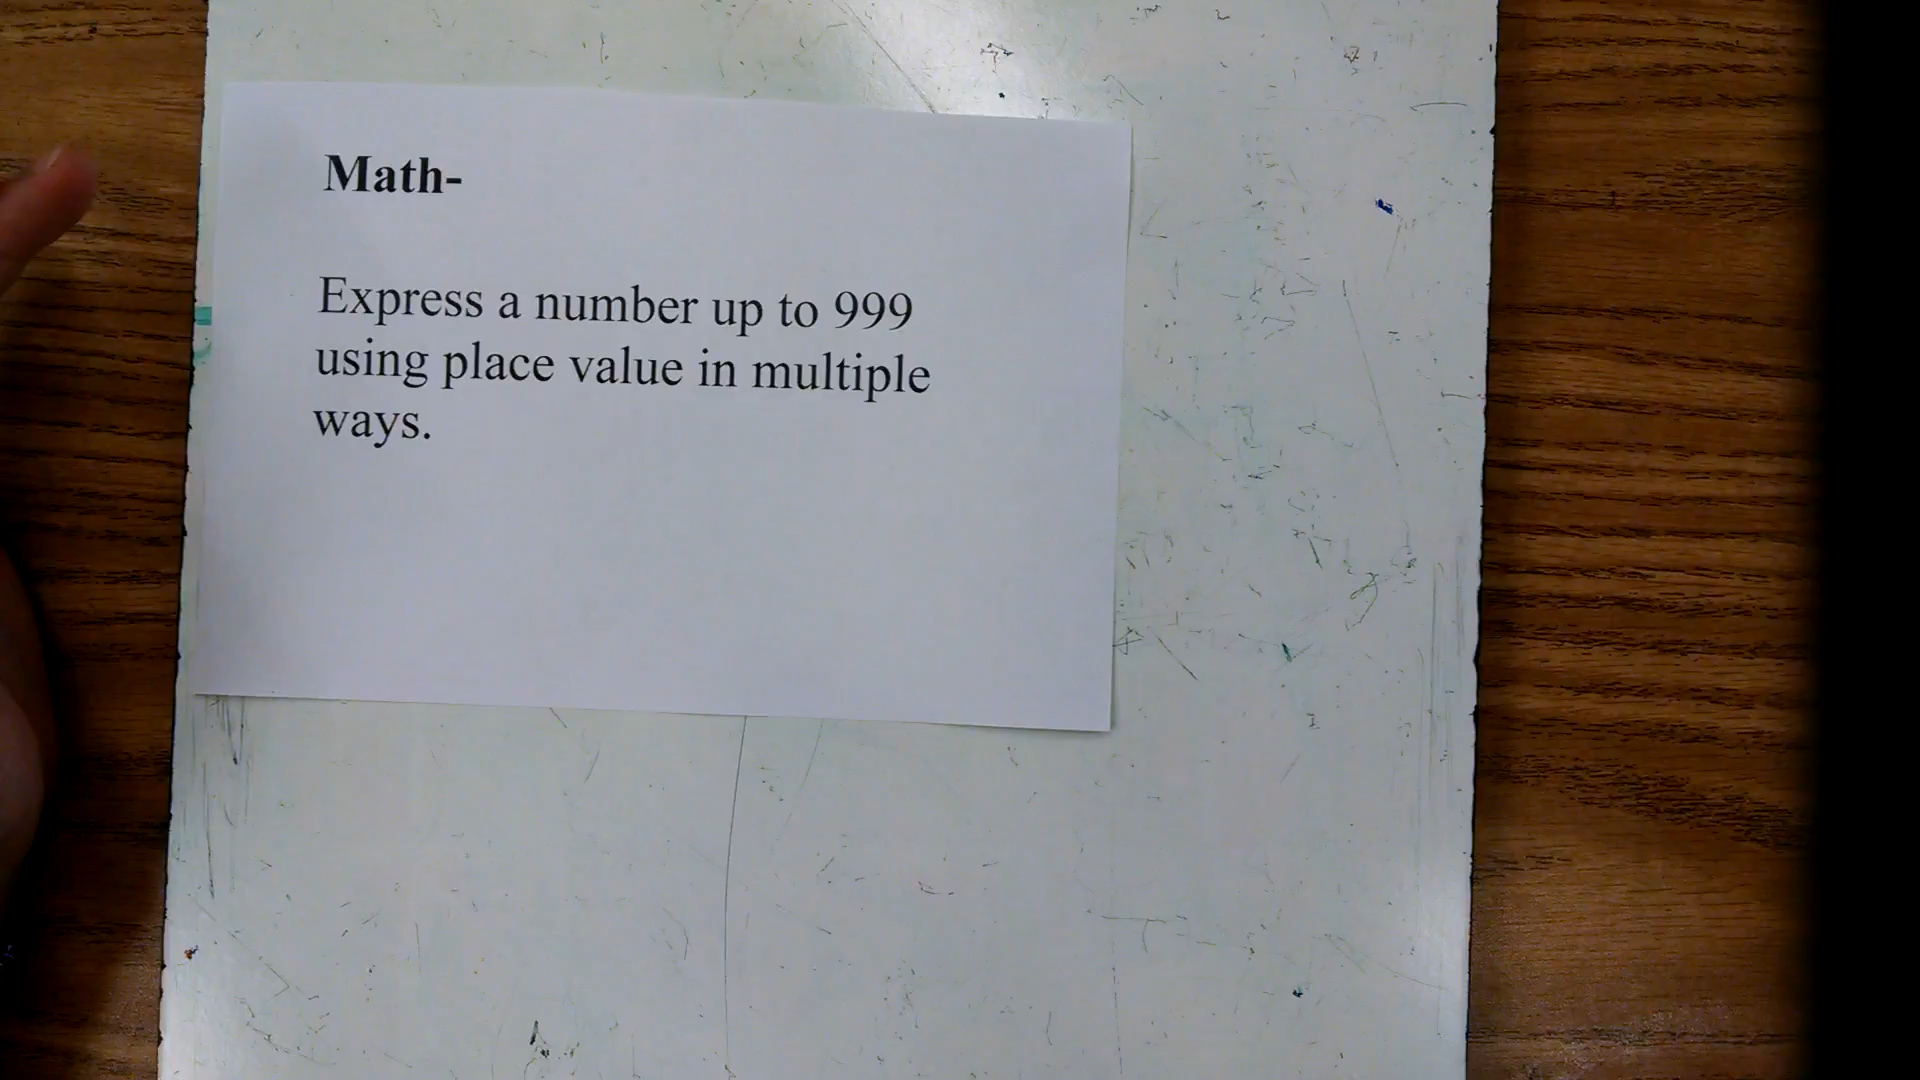 Math-
Express a number up to 999
using place value in multiple
ways.